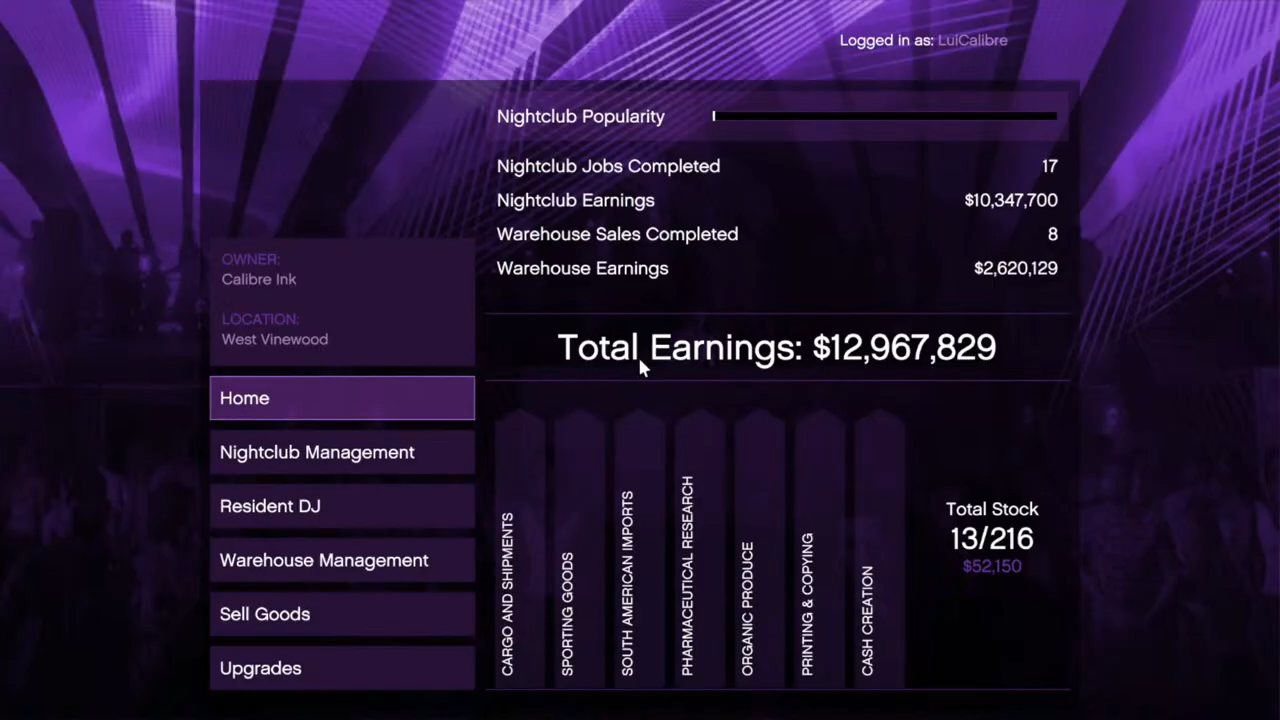 Logged in as: LulCalibre
Nightclub Popularity
Nightclub Jobs Completed 17
Nightclub Earnings $10,347,700
Warehouse Sales Completed 8
Warehouse Earnings $2,620,129
OWNER:
Calibre Ink
LOCATION:
West Vinewood
Total Earnings: $12,967,829
Home
Nightclub Management
Resident DJ
Warehouse Management
Sell Goods
Upgrades
CARGO AND SHIPMENTS
SPORTING GOODS
SOUTH AMERICAN IMPORTS
PHARMACEUTICAL RESEARCH
ORGANIC PRODUCE
PRINTING & COPYING
CASH CREATION
Total Stock
13/216
$52,150